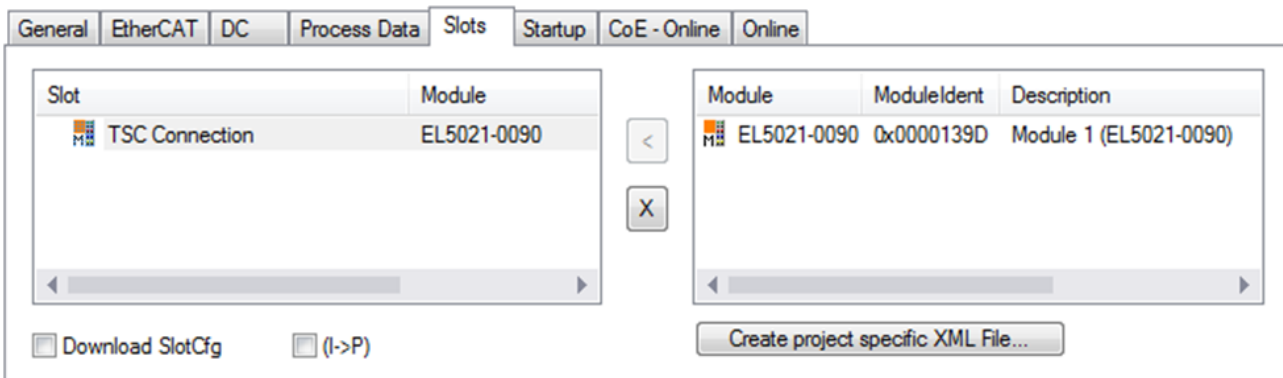 General EtherCAT DC Process Data Slots Startup CoE - Online Online
Slot Module
TSC Connection EL5021-0090
<
X
Module ModuleIdent Description
EL5021-0090 0x0000139D Module 1 (EL5021-0090)
Download SlotCfg (I->P)
Create project specific XML File...